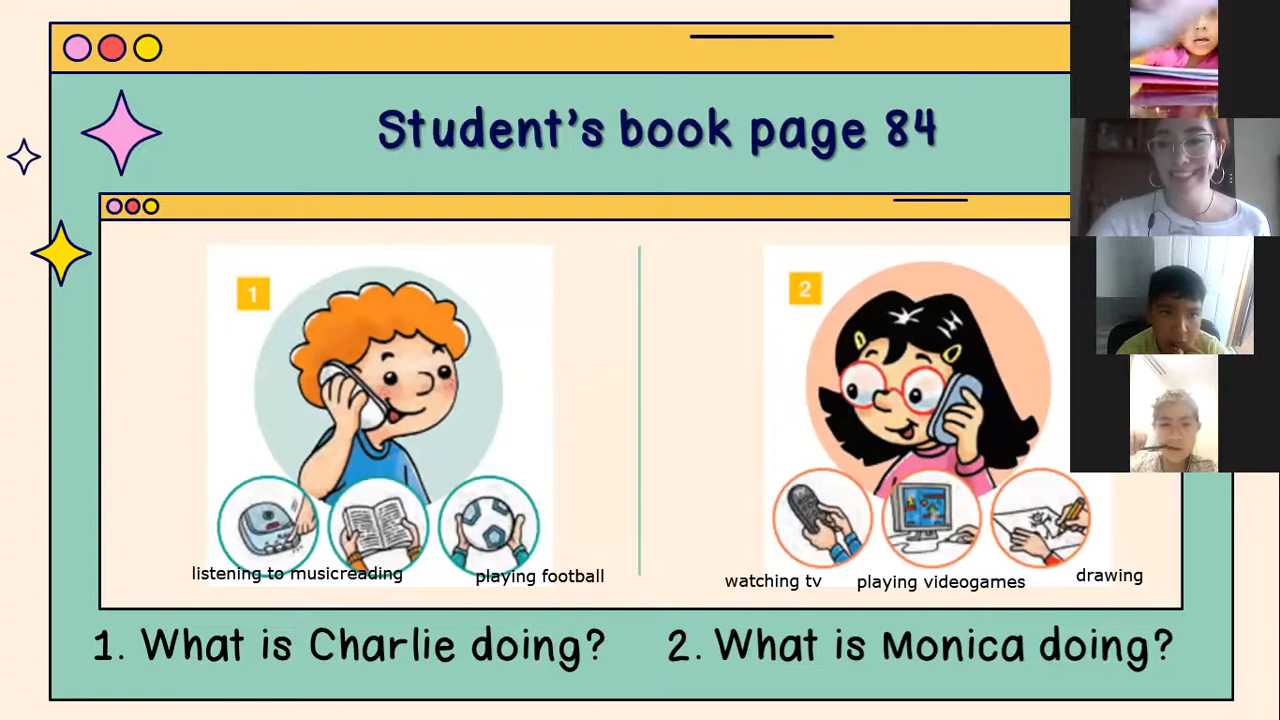 Student's book page 84
1
2
listening to musicreading
playing football
watching tv
playing videogames
drawing
1. What is Charlie doing?
2. What is Monica doing?